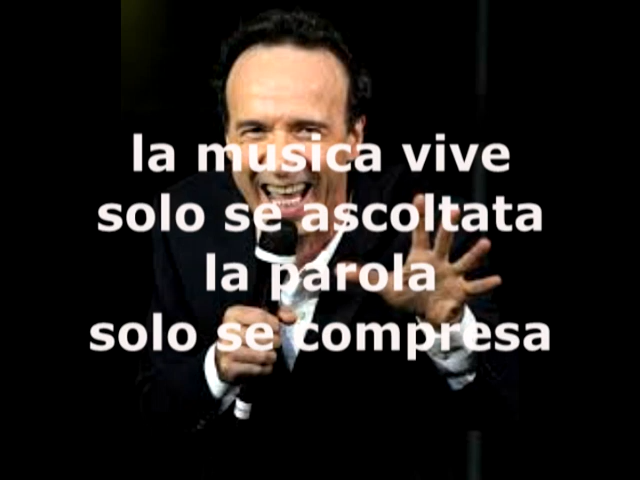 la musica vive
solo se ascoltata
la parola
solo se compresa